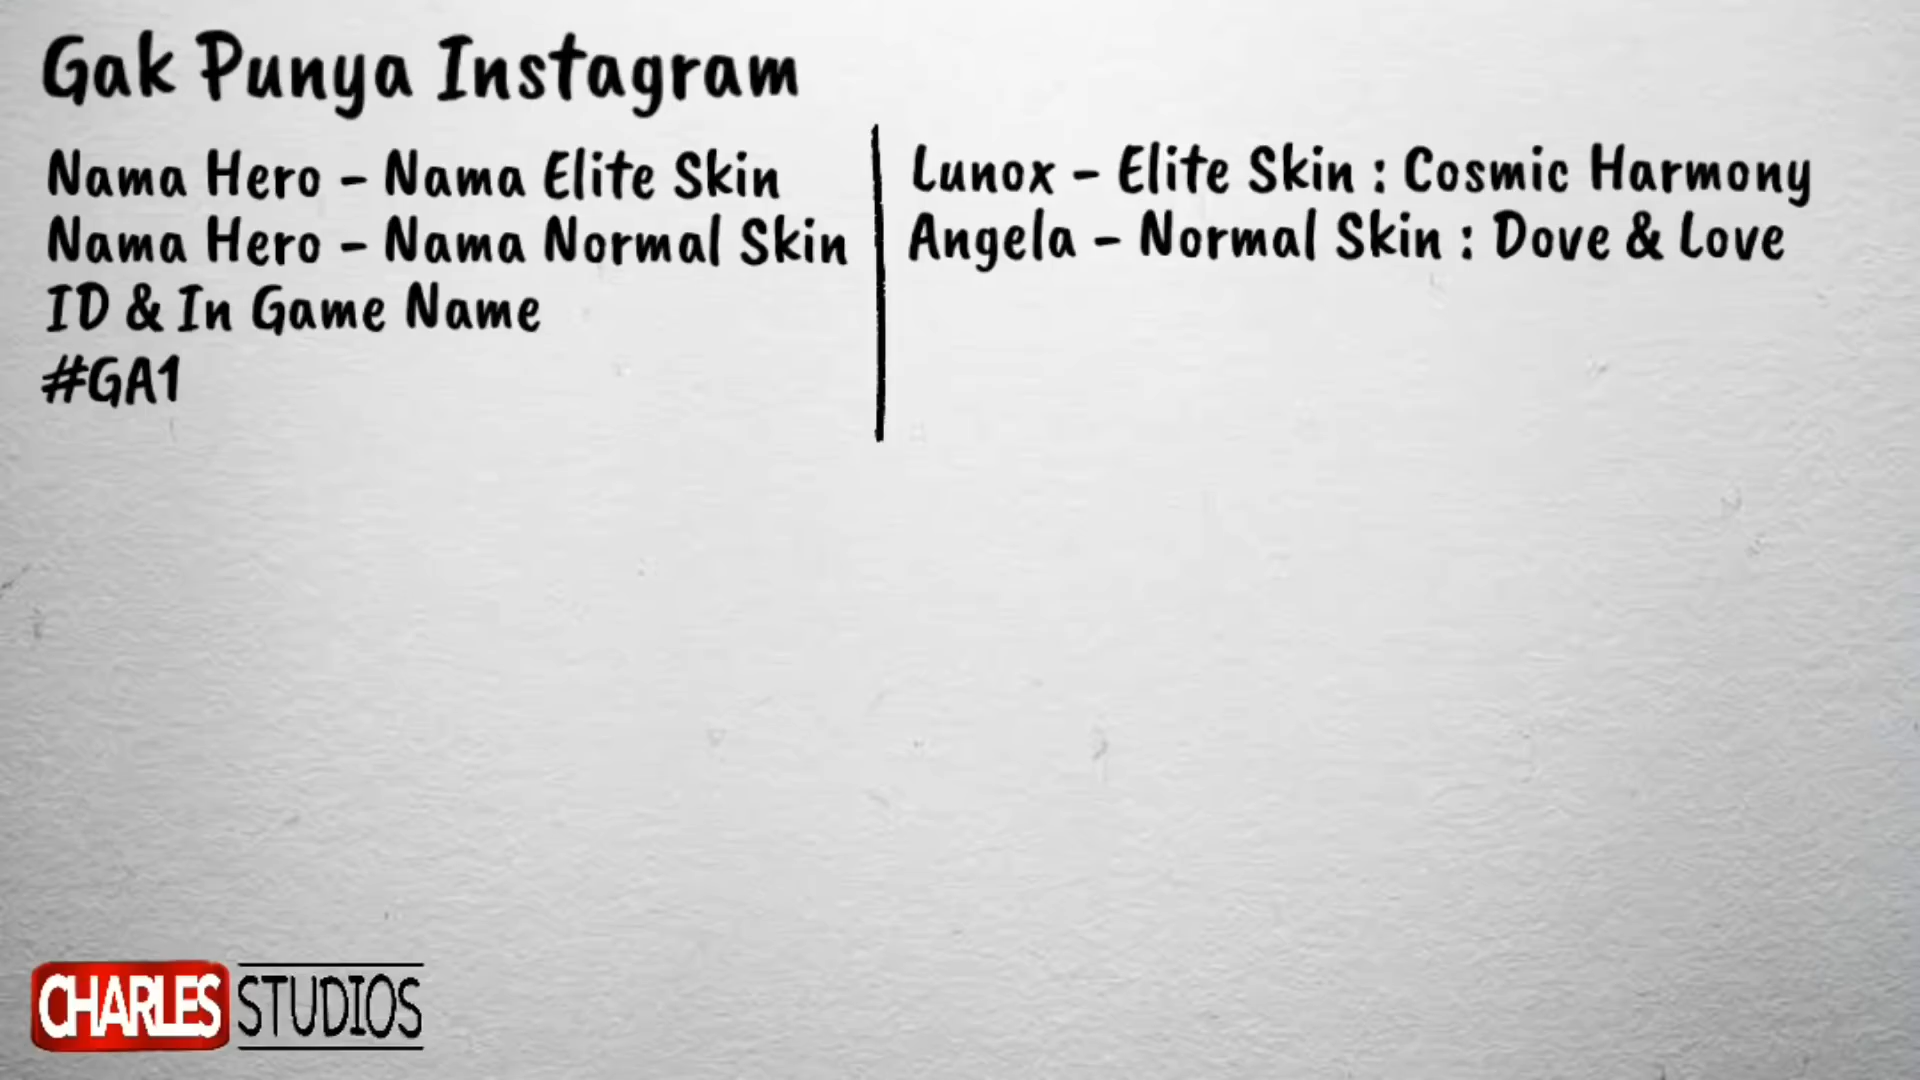 Gak Punya Instagram
Nama Hero - Nama Elite Skin
Nama Hero - Nama Normal Skin
ID & In Game Name
#GA1
Lunox - Elite Skin : Cosmic Harmony
Angela - Normal Skin : Dove & Love
CHARLES STUDIOS